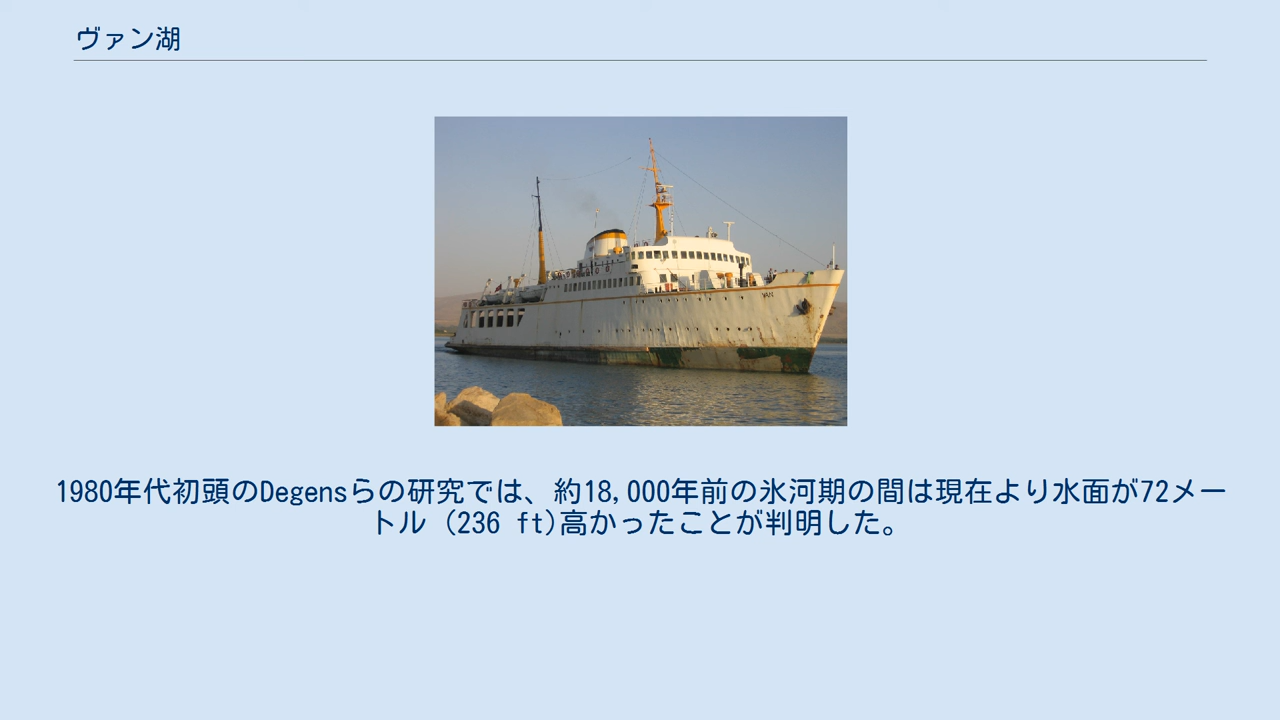 ヴァン湖
VAN
1980年代初頭のDegensらの研究では、約18,000年前の氷河期の間は現在より水面が72メー
トル (236 ft)高かったことが判明した。